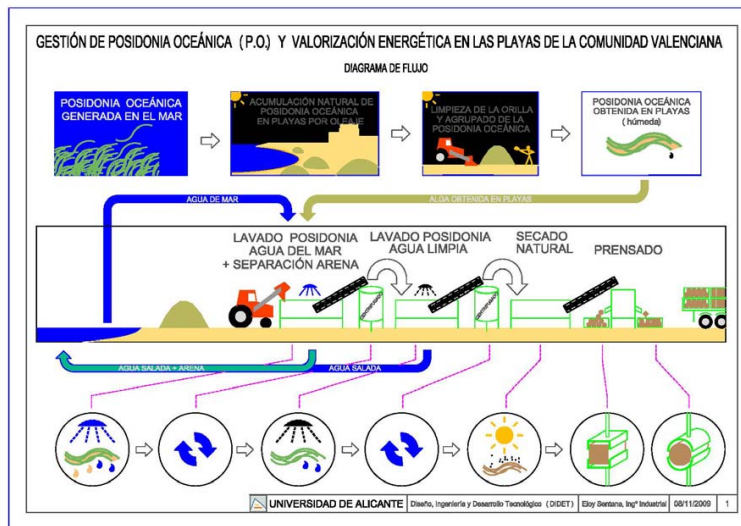 GESTIÓN DE POSIDONIA OCEÁNICA (P.O.) Y VALORIZACIÓN ENERGÉTICA EN LAS PLAYAS DE LA COMUNIDAD VALENCIANA
DIAGRAMA DE FLUJO
POSIDONIA OCEÁNICA
GENERADA EN EL MAR
ACUMULACIÓN NATURAL DE
POSIDONIA OCEÁNICA
EN PLAYAS POR OLEAJE
LIMPIEZA DE LA ORILLA
Y AGRUPADO DE LA
POSIDONIA OCEÁNICA
POSIDONIA OCEÁNICA
OBTENIDA EN PLAYAS
(húmeda)
AGUA DE MAR
ALGA OBTENIDA EN PLAYAS
LAVADO POSIDONIA
AGUA DEL MAR
+ SEPARACIÓN ARENA
LAVADO POSIDONIA
AGUA LIMPIA
SECADO
NATURAL
PRENSADO
CENTRIFUGADO
CENTRIFUGADO
AGUA SALADA + ARENA
AGUA SALADA
UNIVERSIDAD DE ALICANTE
Diseño, Ingeniería y Desarrollo Tecnológico (DIDET)
Eloy Sentana, Ingº Industrial
08/11/2009
1